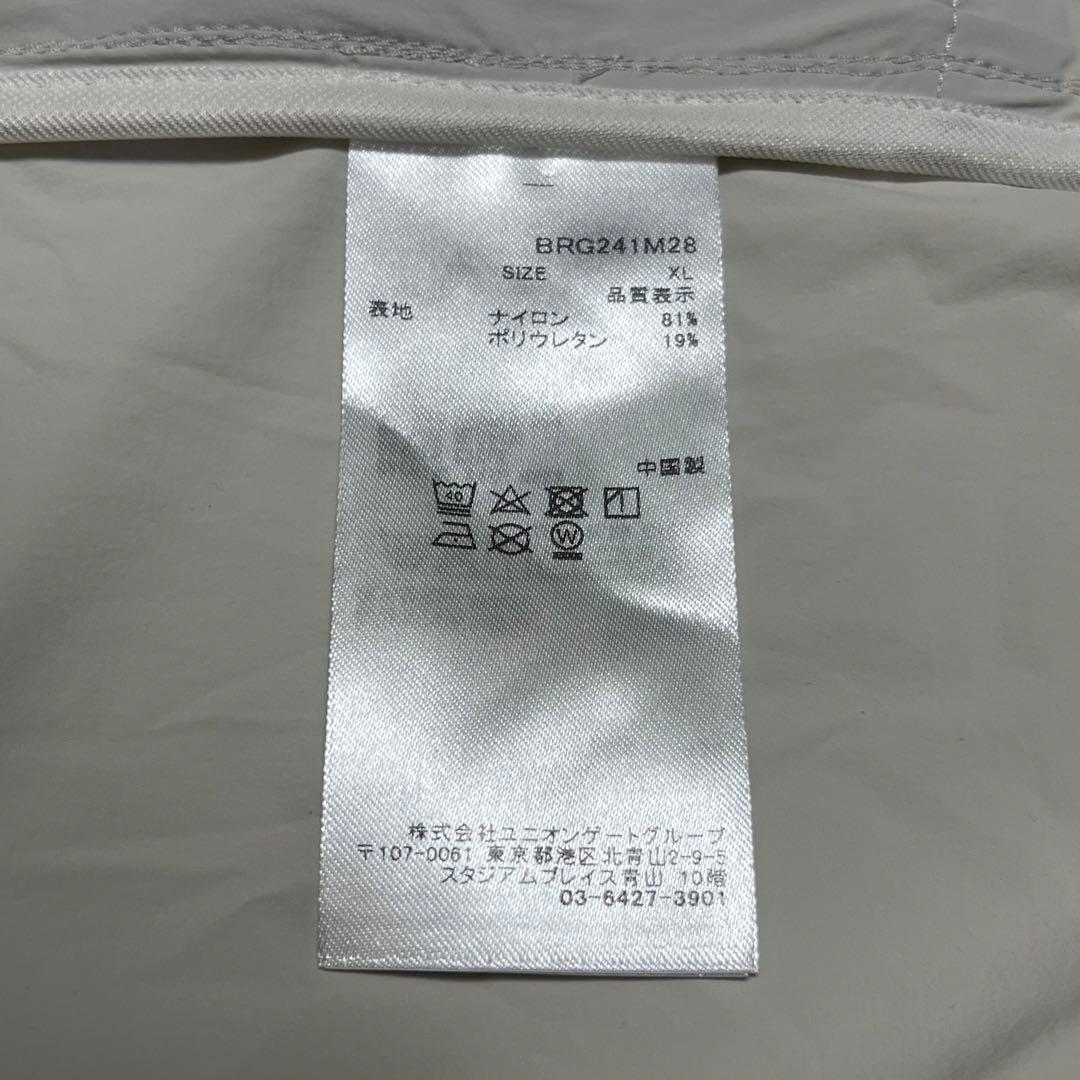 BRG241M28
SIZE XL
品質表示
表地 ナイロン 81%
ポリウレタン 19%
中国製
40
W
株式会社ユニオンゲートグループ
〒107-0061 東京都港区北青山2-9-5
スタジアムプレイス青山 10階
03-6427-3901